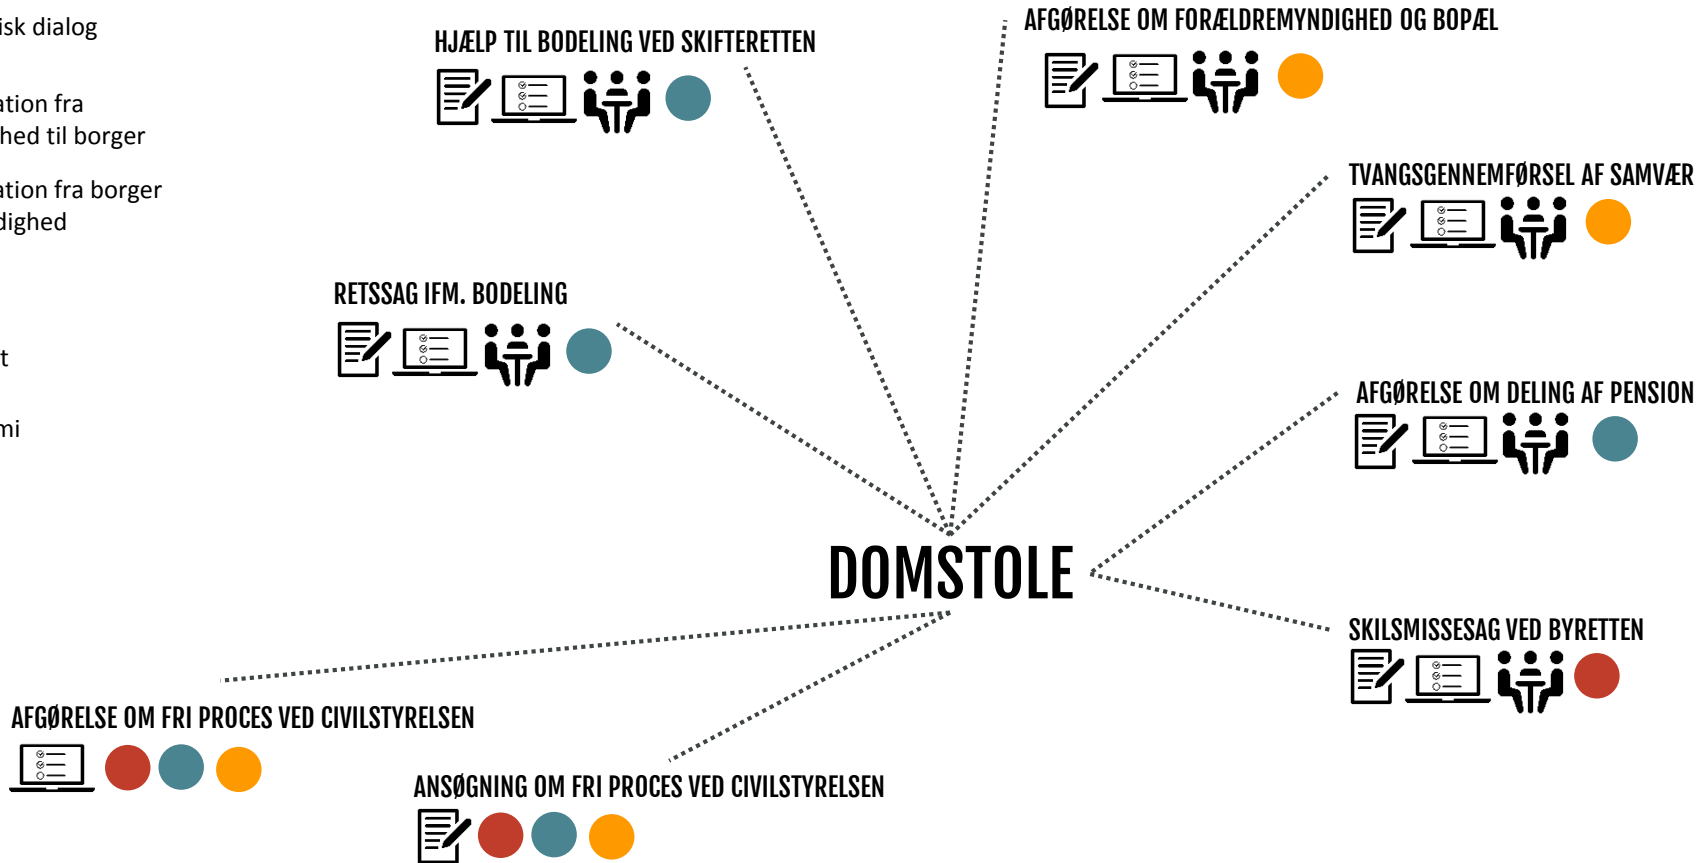 isk dialog
ation fra
hed til borger
ation fra borger
dighed
t
mi
HJÆLP TIL BODELING VED SKIFTERETTEN
AFGØRELSE OM FORÆLDREMYNDIGHED OG BOPÆL
TVANGSGENNEMFØRSEL AF SAMVÆR
RETSSAG IFM. BODELING
AFGØRELSE OM DELING AF PENSION
DOMSTOLE
SKILSMISSESAG VED BYRETTEN
AFGØRELSE OM FRI PROCES VED CIVILSTYRELSEN
ANSØGNING OM FRI PROCES VED CIVILSTYRELSEN